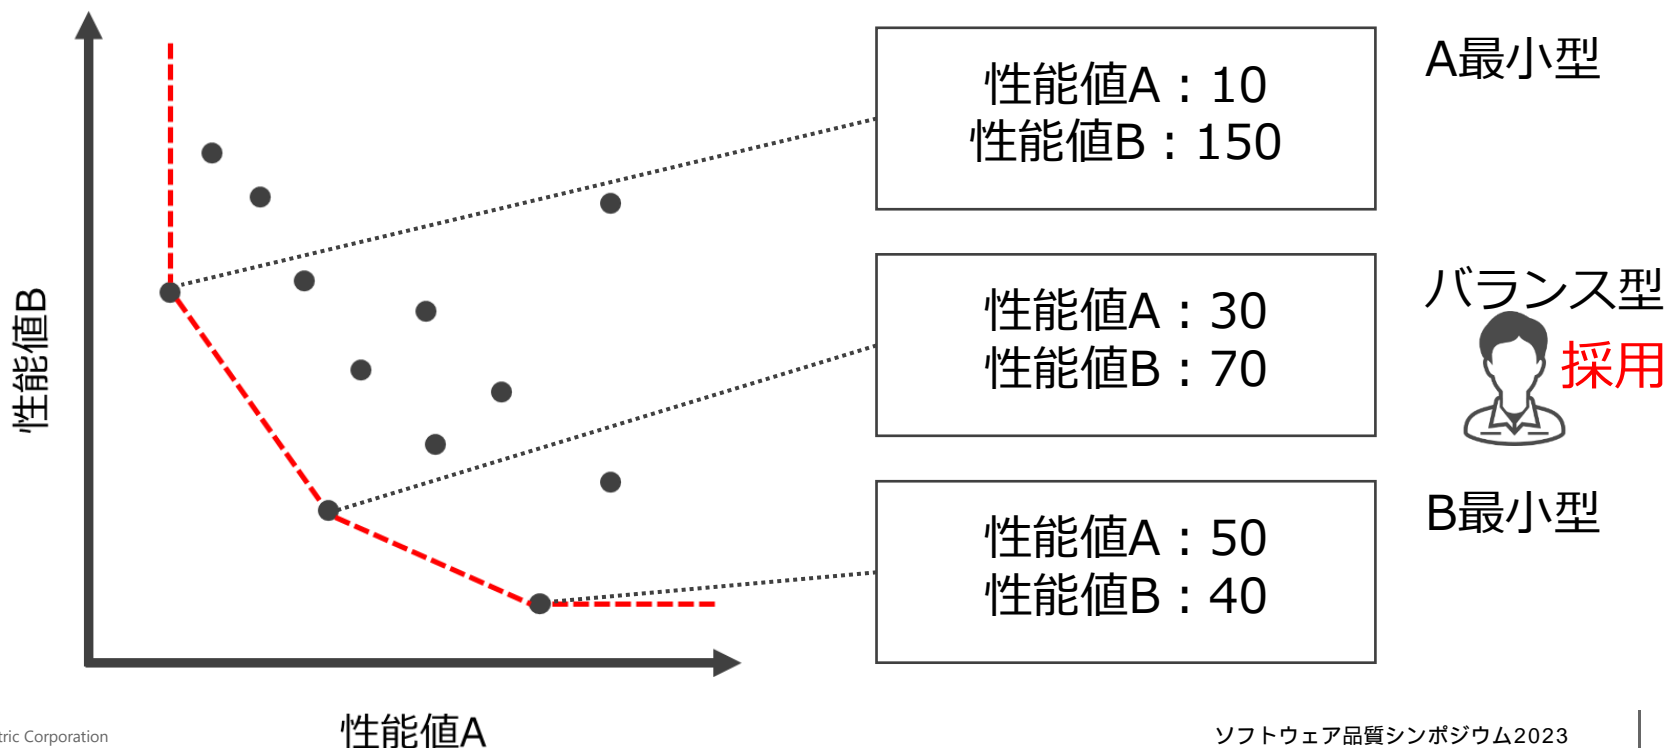 性能値A：10
性能値B：150
A最小型
性能値A：30
性能値B：70
バランス型
採用
性能値A：50
性能値B：40
B最小型
性能値B
性能値A
tric Corporation
ソフトウェア品質シンポジウム2023